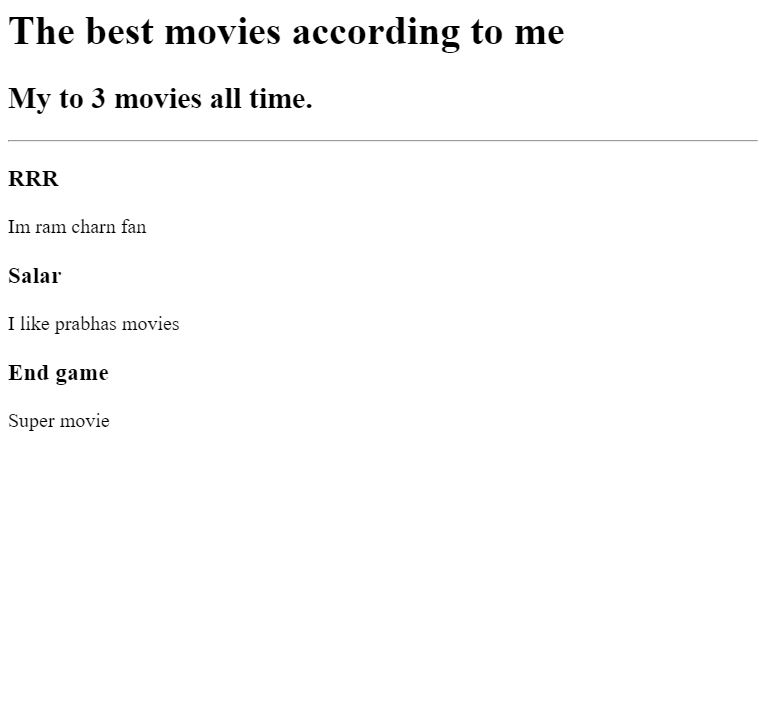 The best movies according to me
My to 3 movies all time.
RRR
Im ram charn fan
Salar
I like prabhas movies
End game
Super movie